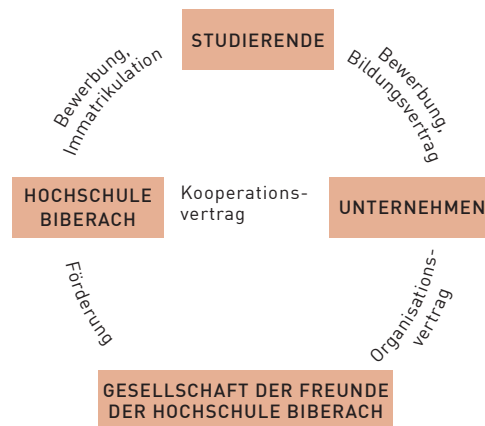 STUDIERENDE
Bewerbung,
Immatrikulation
Bewerbung,
Bildungsvertrag
HOCHSCHULE
BIBERACH
Kooperations-
vertrag
UNTERNEHMEN
Förderung
Organisations-
vertrag
GESELLSCHAFT DER FREUNDE
DER HOCHSCHULE BIBERACH